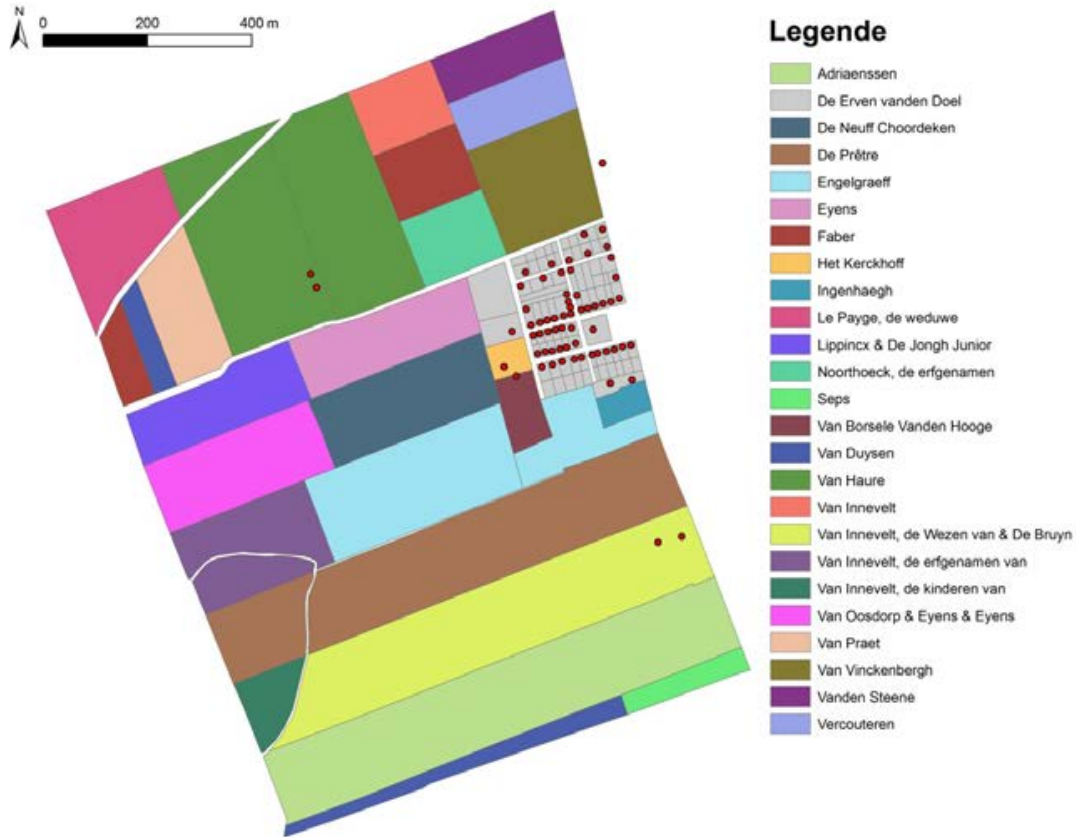 N
0 200 400 m
Legende
Adriaenssen
De Erven vanden Doel
De Neuff Choordeken
De Prêtre
Engelgraeff
Eyens
Faber
Het Kerckhoff
Ingenhaegh
Le Payge, de weduwe
Lippincx & De Jongh Junior
Noorthoeck, de erfgenamen
Seps
Van Borsele Vanden Hooge
Van Duysen
Van Haure
Van Innevelt
Van Innevelt, de Wezen van & De Bruyn
Van Innevelt, de erfgenamen van
Van Innevelt, de kinderen van
Van Oosdorp & Eyens & Eyens
Van Praet
Van Vinckenbergh
Vanden Steene
Vercouteren